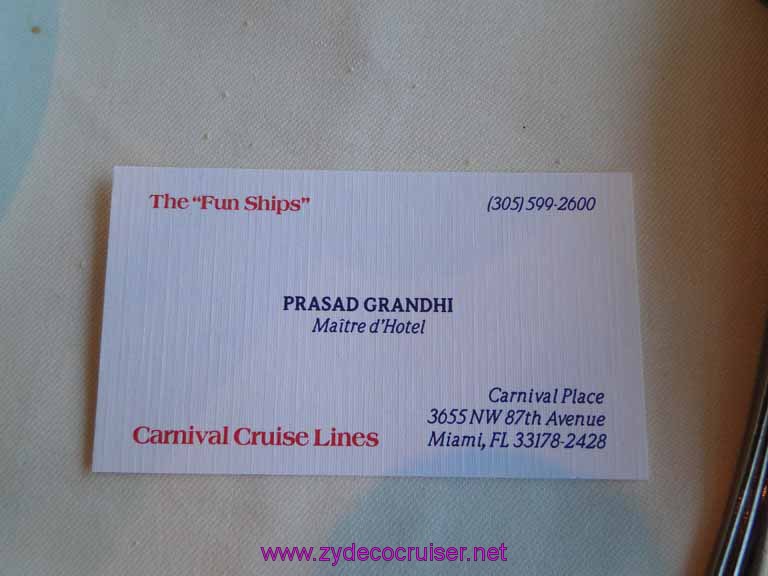 The "Fun Ships"
(305) 599-2600
PRASAD GRANDHI
Maître d'Hotel
Carnival Cruise Lines
Carnival Place
3655 NW 87th Avenue
Miami, FL 33178-2428
www.zydecocruiser.net